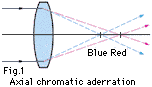 Blue Red
Fig.1
Axial chromatic aderration